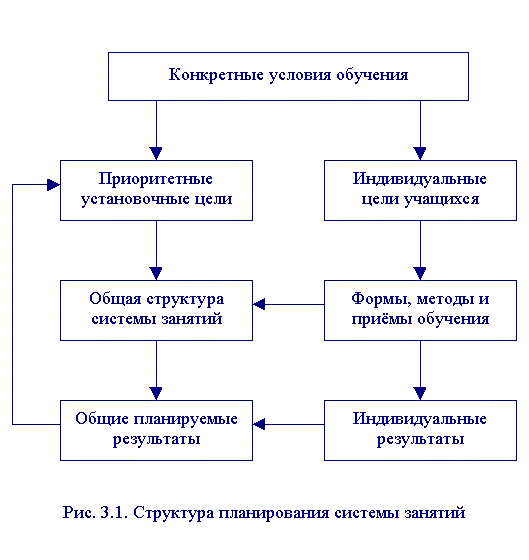 Конкретные условия обучения
Приоритетные
установочные цели
Индивидуальные
цели учащихся
Общая структура
системы занятий
Формы, методы и
приёмы обучения
Общие планируемые
результаты
Индивидуальные
результаты
Рис. 3.1. Структура планирования системы занятий